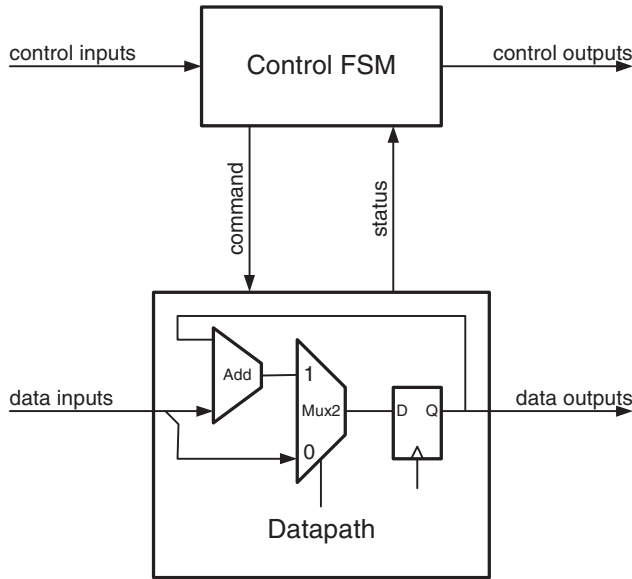 control inputs
Control FSM
control outputs
command
status
Add
1
data inputs
Mux2
D Q
data outputs
0
Datapath